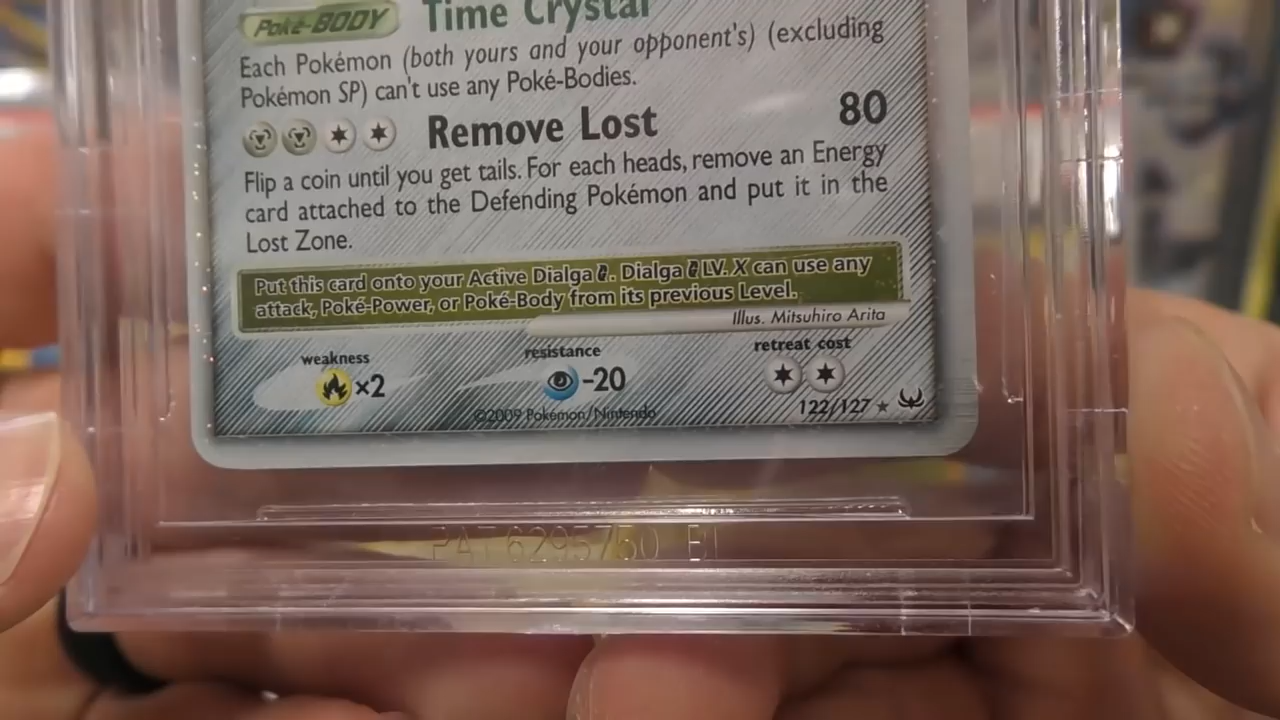 Poké-BODY Time Crystal
Each Pokémon (both yours and your opponent's) (excluding
Pokémon SP) can't use any Poké-Bodies.
Remove Lost 80
Flip a coin until you get tails. For each heads, remove an Energy
card attached to the Defending Pokémon and put it in the
Lost Zone.
Put this card onto your Active Dialga G. Dialga G LV. X can use any
attack, Poké-Power, or Poké-Body from its previous Level.
Illus. Mitsuhiro Arita
weakness resistance retreat cost
×2 -20
©2009 Pokémon/Nintendo 122/127
PAT 6295750 B1